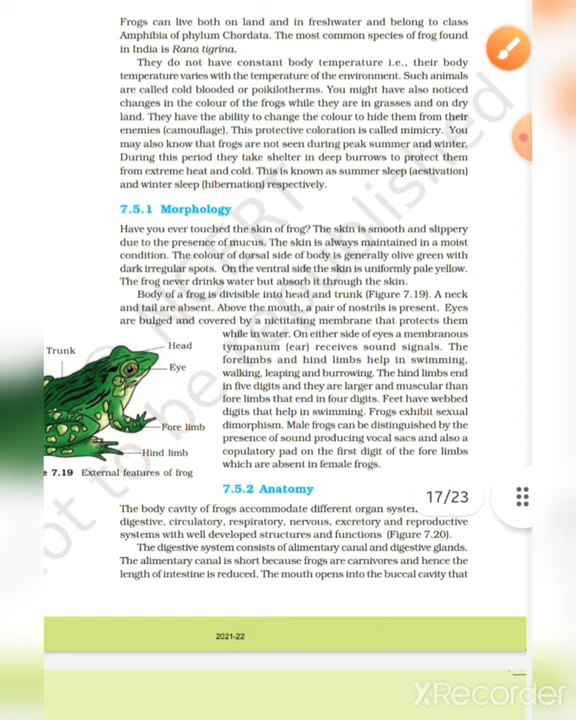 Frogs can live both on land and in freshwater and belong to class
Amphibia of phylum Chordata. The most common species of frog found
in India is Rana tigrina.
They do not have constant body temperature i.e., their body
temperature varies with the temperature of the environment. Such animals
are called cold blooded or poikilotherms. You might have also noticed
changes in the colour of the frogs while they are in grasses and on dry
land. They have the ability to change the colour to hide them from their
enemies (camouflage). This protective coloration is called mimicry. You
may also know that frogs are not seen during peak summer and winter.
During this period they take shelter in deep burrows to protect them
from extreme heat and cold. This is known as summer sleep (aestivation)
and winter sleep (hibernation) respectively.
7.5.1 Morphology
Have you ever touched the skin of frog? The skin is smooth and slippery
due to the presence of mucus. The skin is always maintained in a moist
condition. The colour of dorsal side of body is generally olive green with
dark irregular spots. On the ventral side the skin is uniformly pale yellow.
The frog never drinks water but absorb it through the skin.
Body of a frog is divisible into head and trunk (Figure 7.19). A neck
and tail are absent. Above the mouth, a pair of nostrils is present. Eyes
are bulged and covered by a nictitating membrane that protects them
while in water. On either side of eyes a membranous
tympanum (ear) receives sound signals. The
forelimbs and hind limbs help in swimming,
walking, leaping and burrowing. The hind limbs end
in five digits and they are larger and muscular than
fore limbs that end in four digits. Feet have webbed
digits that help in swimming. Frogs exhibit sexual
dimorphism. Male frogs can be distinguished by the
presence of sound producing vocal sacs and also a
copulatory pad on the first digit of the fore limbs
which are absent in female frogs.
Trunk
Head
Eye
Fore limb
Hind limb
7.19 External features of frog
7.5.2 Anatomy
17/23
The body cavity of frogs accommodate different organ
digestive, circulatory, respiratory, nervous, excretory and reproductive
systems with well developed structures and functions (Figure 7.20).
The digestive system consists of alimentary canal and digestive glands.
The alimentary canal is short because frogs are carnivores and hence the
length of intestine is reduced. The mouth opens into the buccal cavity that
2021-22
XRecorder